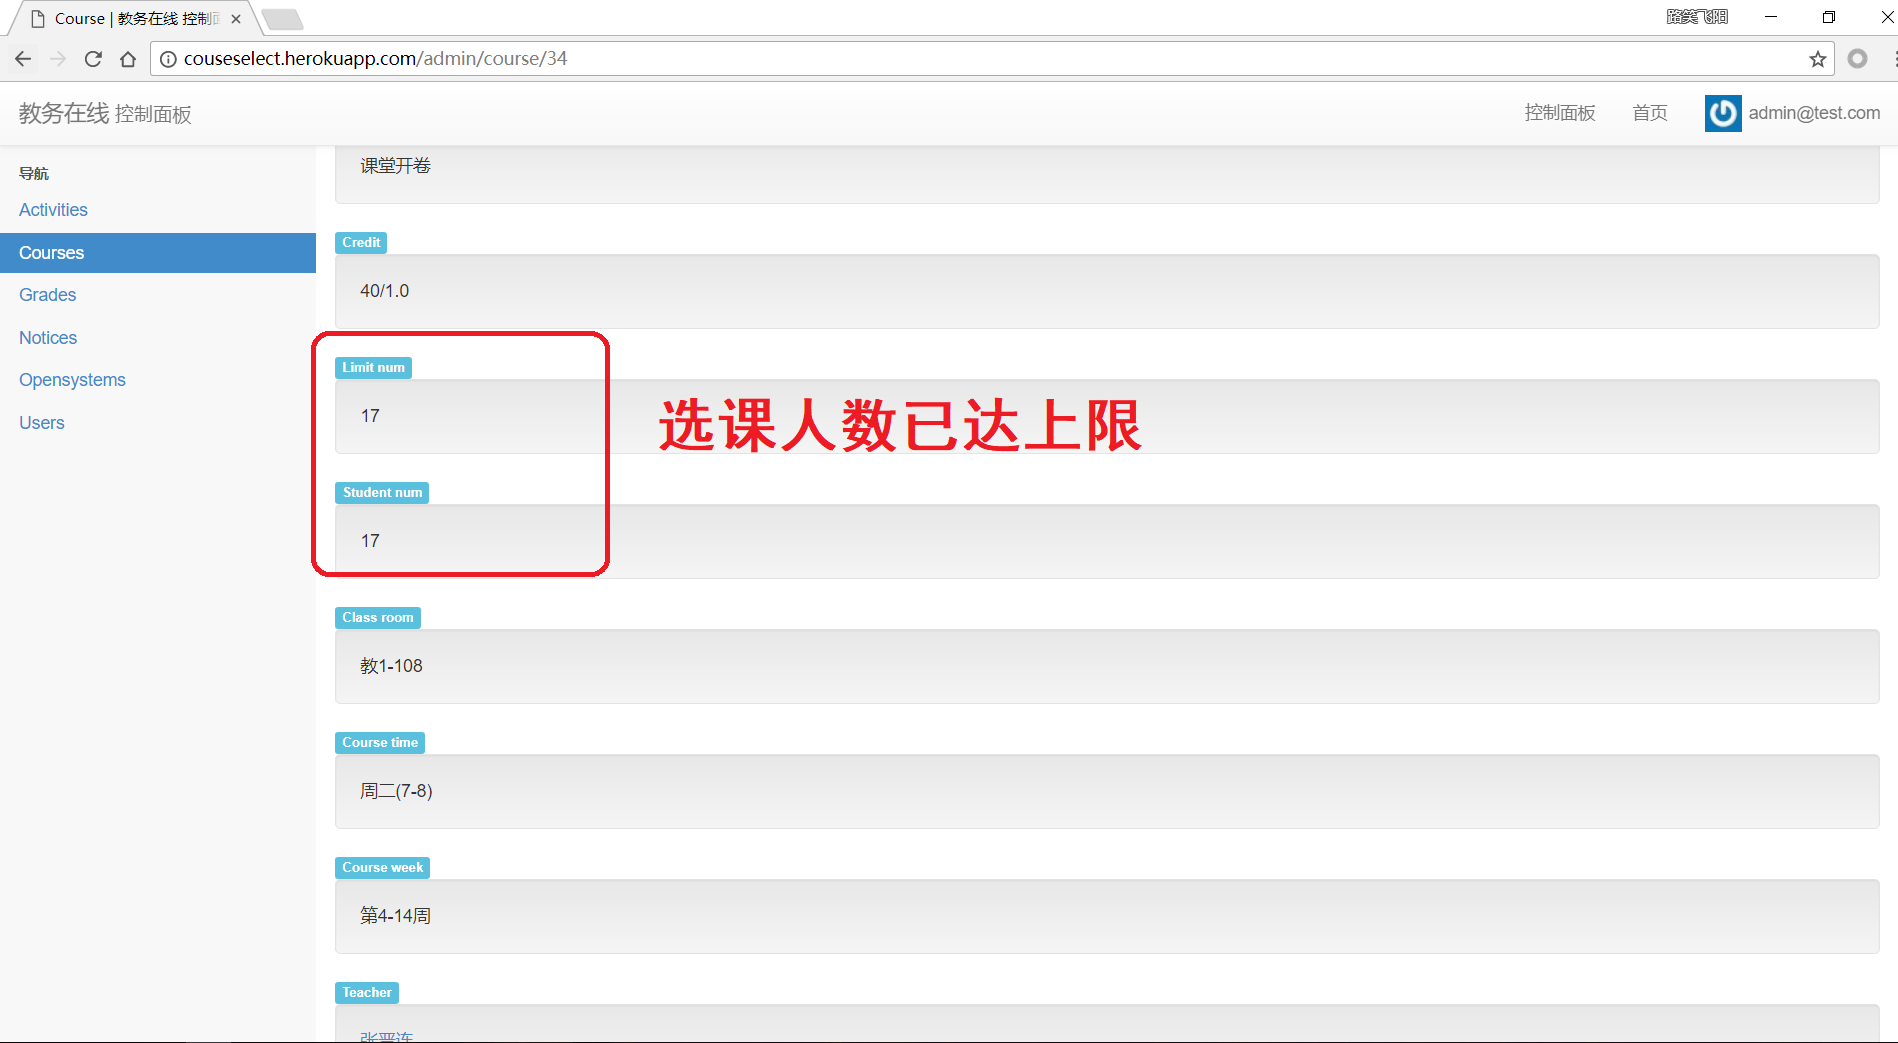 Course | 教务在线 控制
路笑飞阳
couseselect.herokuapp.com/admin/course/34
教务在线 控制面板
控制面板
首页
admin@test.com
导航
Activities
Courses
Grades
Notices
Opensystems
Users
课堂开卷
Credit
40/1.0
Limit num
17
选课人数已达上限
Student num
17
Class room
教1-108
Course time
周二(7-8)
Course week
第4-14周
Teacher